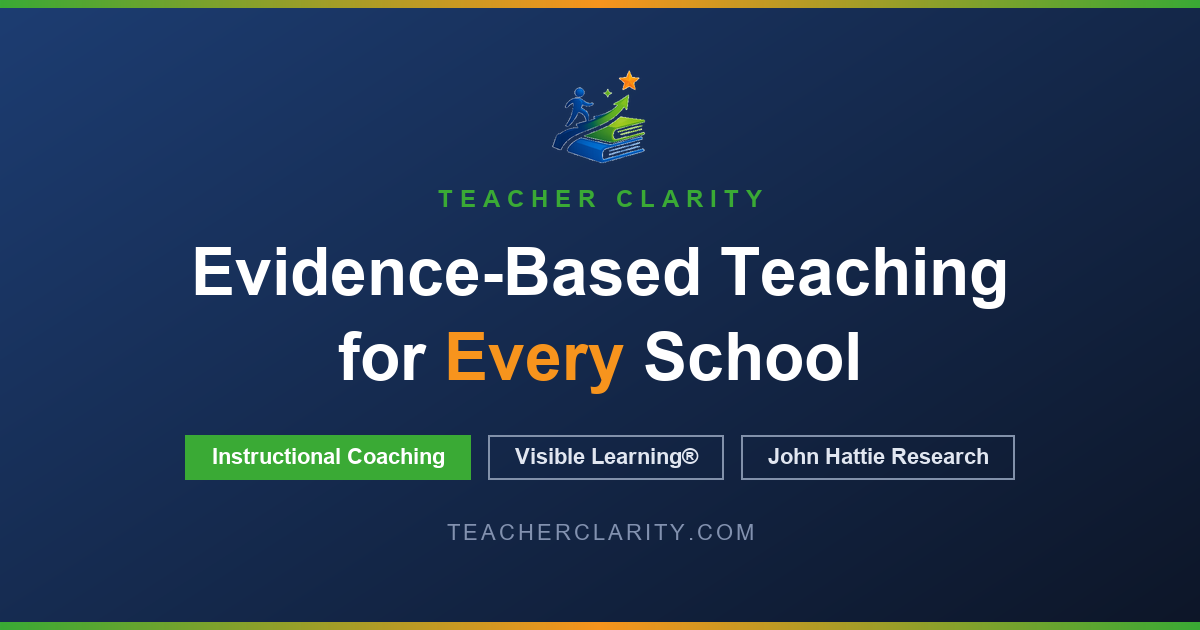 TEACHER CLARITY
Evidence-Based Teaching
for Every School
Instructional Coaching
Visible Learning®
John Hattie Research
TEACHERCLARITY.COM